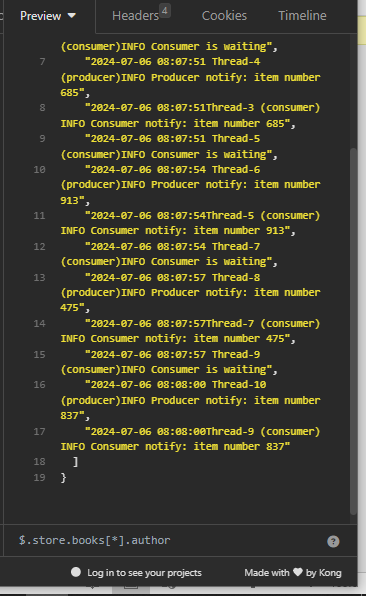 Preview Headers 4 Cookies Timeline
(consumer)INFO Consumer is waiting",
7 "2024-07-06 08:07:51 Thread-4
(producer)INFO Producer notify: item number
685",
8 "2024-07-06 08:07:51Thread-3 (consumer)
INFO Consumer notify: item number 685",
9 "2024-07-06 08:07:51 Thread-5
(consumer)INFO Consumer is waiting",
10 "2024-07-06 08:07:54 Thread-6
(producer)INFO Producer notify: item number
913",
11 "2024-07-06 08:07:54Thread-5 (consumer)
INFO Consumer notify: item number 913",
12 "2024-07-06 08:07:54 Thread-7
(consumer)INFO Consumer is waiting",
13 "2024-07-06 08:07:57 Thread-8
(producer)INFO Producer notify: item number
475",
14 "2024-07-06 08:07:57Thread-7 (consumer)
INFO Consumer notify: item number 475",
15 "2024-07-06 08:07:57 Thread-9
(consumer)INFO Consumer is waiting",
16 "2024-07-06 08:08:00 Thread-10
(producer)INFO Producer notify: item number
837",
17 "2024-07-06 08:08:00Thread-9 (consumer)
INFO Consumer notify: item number 837"
18 ]
19 }
$.store.books[*].author ?
Log in to see your projects Made with ❤ by Kong